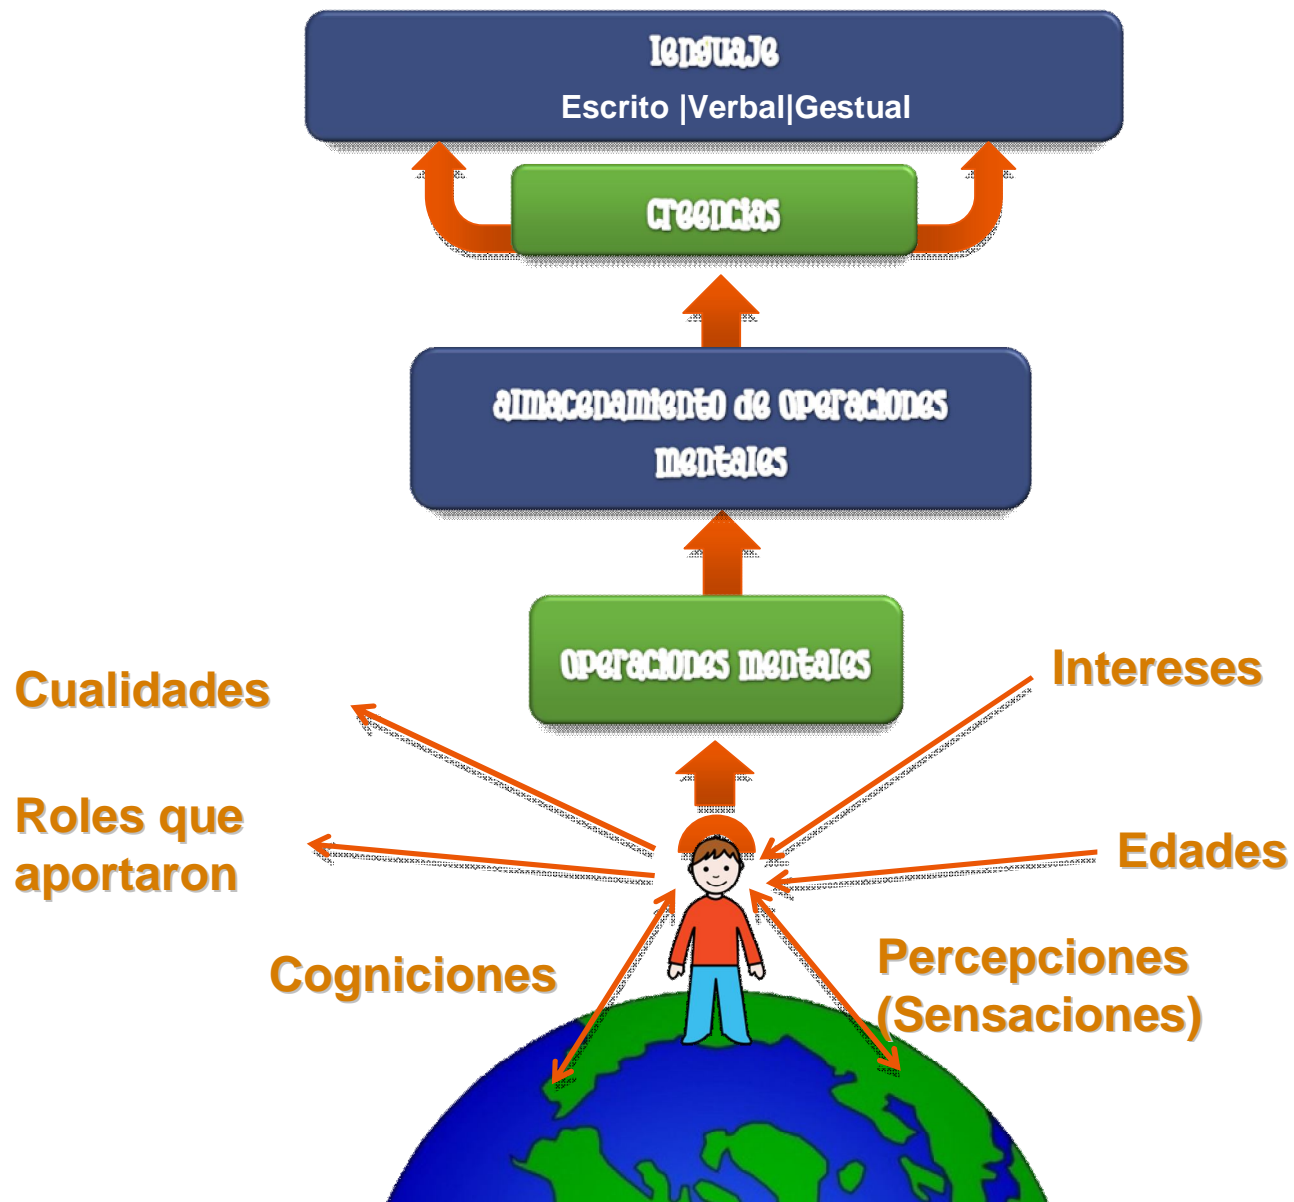 lenguaje
Escrito |Verbal|Gestual
creencias
almacenamiento de operaciones
mentales
operaciones mentales
Cualidades
Intereses
Roles que
aportaron
Edades
Cogniciones
Percepciones
(Sensaciones)